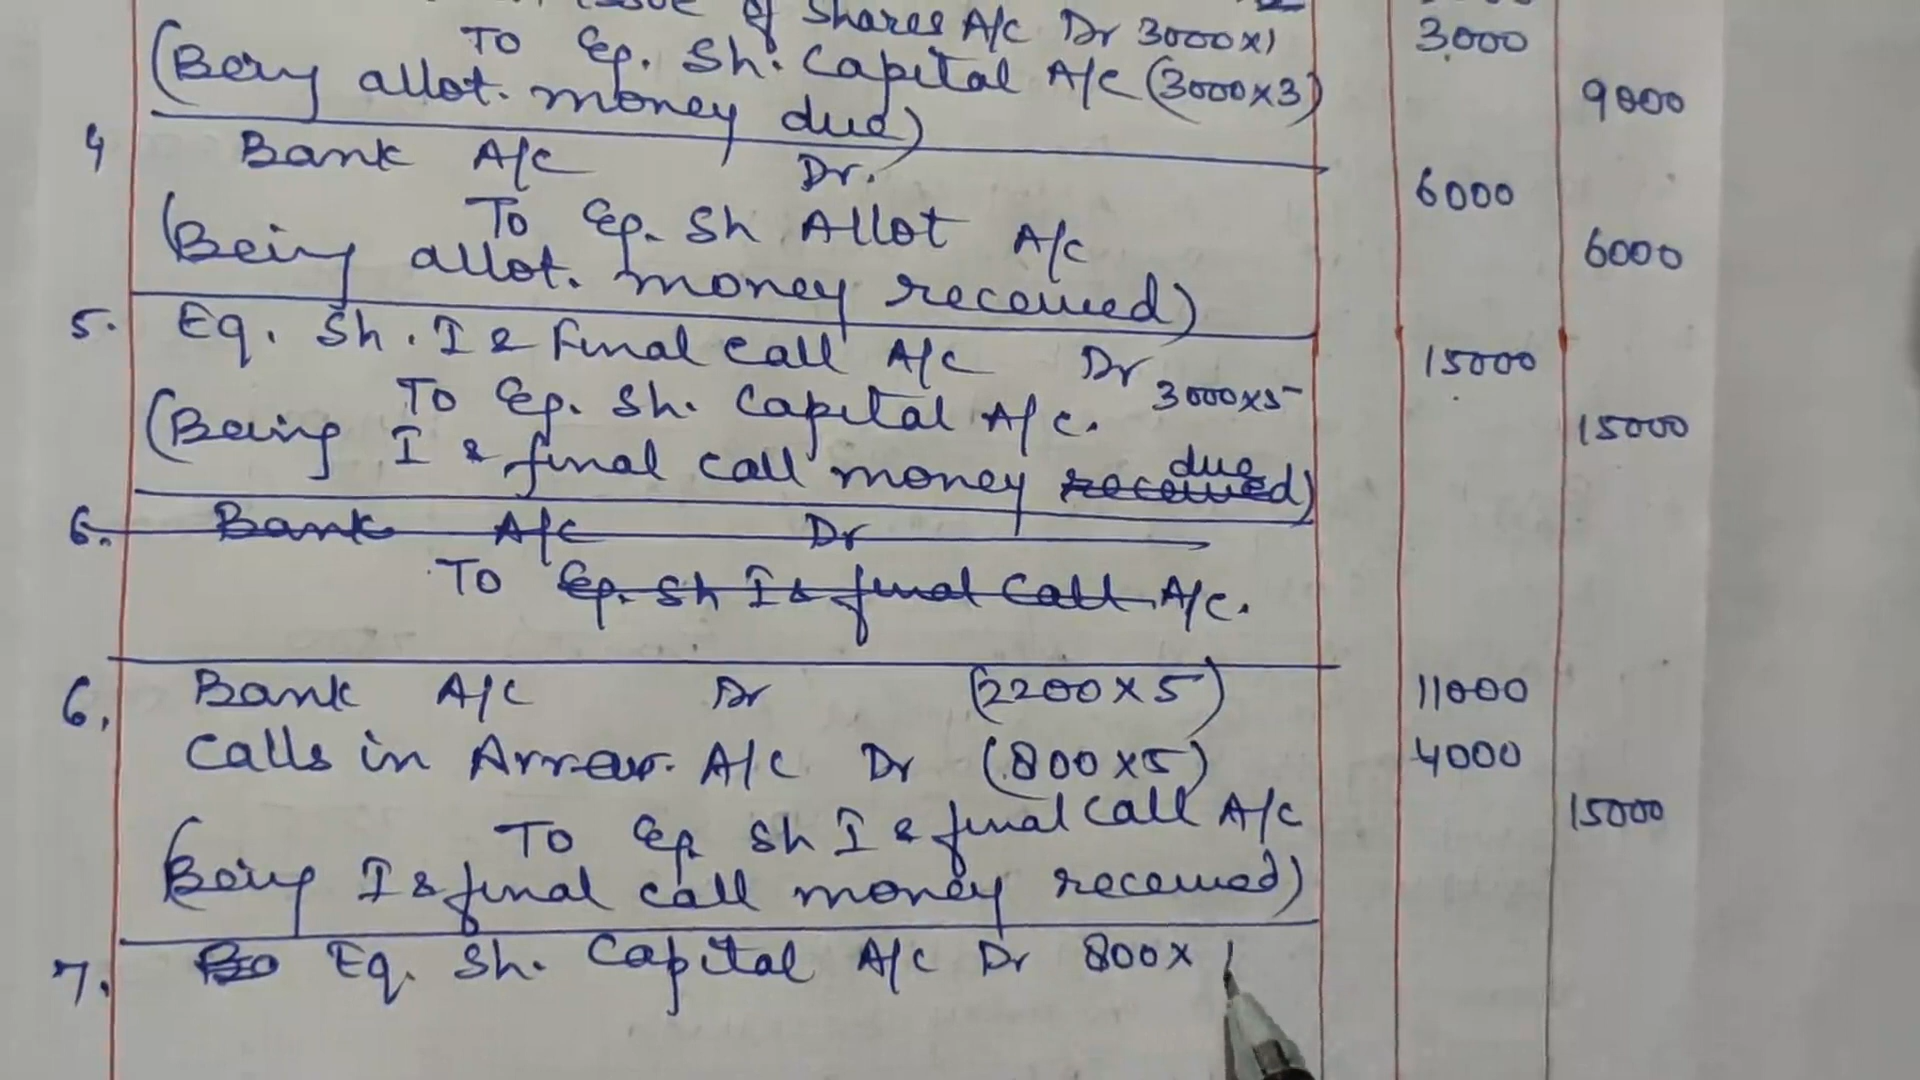 issue of Shares A/c Dr 3000x1 3000
To Eq. Sh. Capital A/c (3000x3) 9000
(Being allot. money due)
4 Bank A/c Dr. 6000
To Eq. Sh Allot A/c 6000
(Being allot. money received)
5. Eq. Sh. I & Final call A/c Dr 3000x5 15000
To Eq. Sh. Capital A/c. 15000
(Being I & final call money received due)
6. Bank A/c Dr
To Eq. Sh I & final Call A/c.
6, Bank A/c Dr (2200x5) 11000
Calls in Arrear. A/c Dr (800x5) 4000
To Eq Sh I & final call A/c 15000
(Being I & final call money received)
7. Eq. Sh. Capital A/c Dr 800x 1